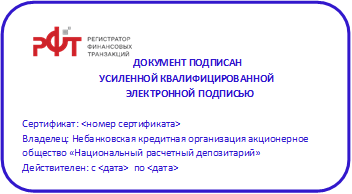 РФТ
РЕГИСТРАТОР
ФИНАНСОВЫХ
ТРАНЗАКЦИЙ
ДОКУМЕНТ ПОДПИСАН
УСИЛЕННОЙ КВАЛИФИЦИРОВАННОЙ
ЭЛЕКТРОННОЙ ПОДПИСЬЮ
Сертификат: <номер сертификата>
Владелец: Небанковская кредитная организация акционерное
общество «Национальный расчетный депозитарий»
Действителен: с <дата> по <дата>